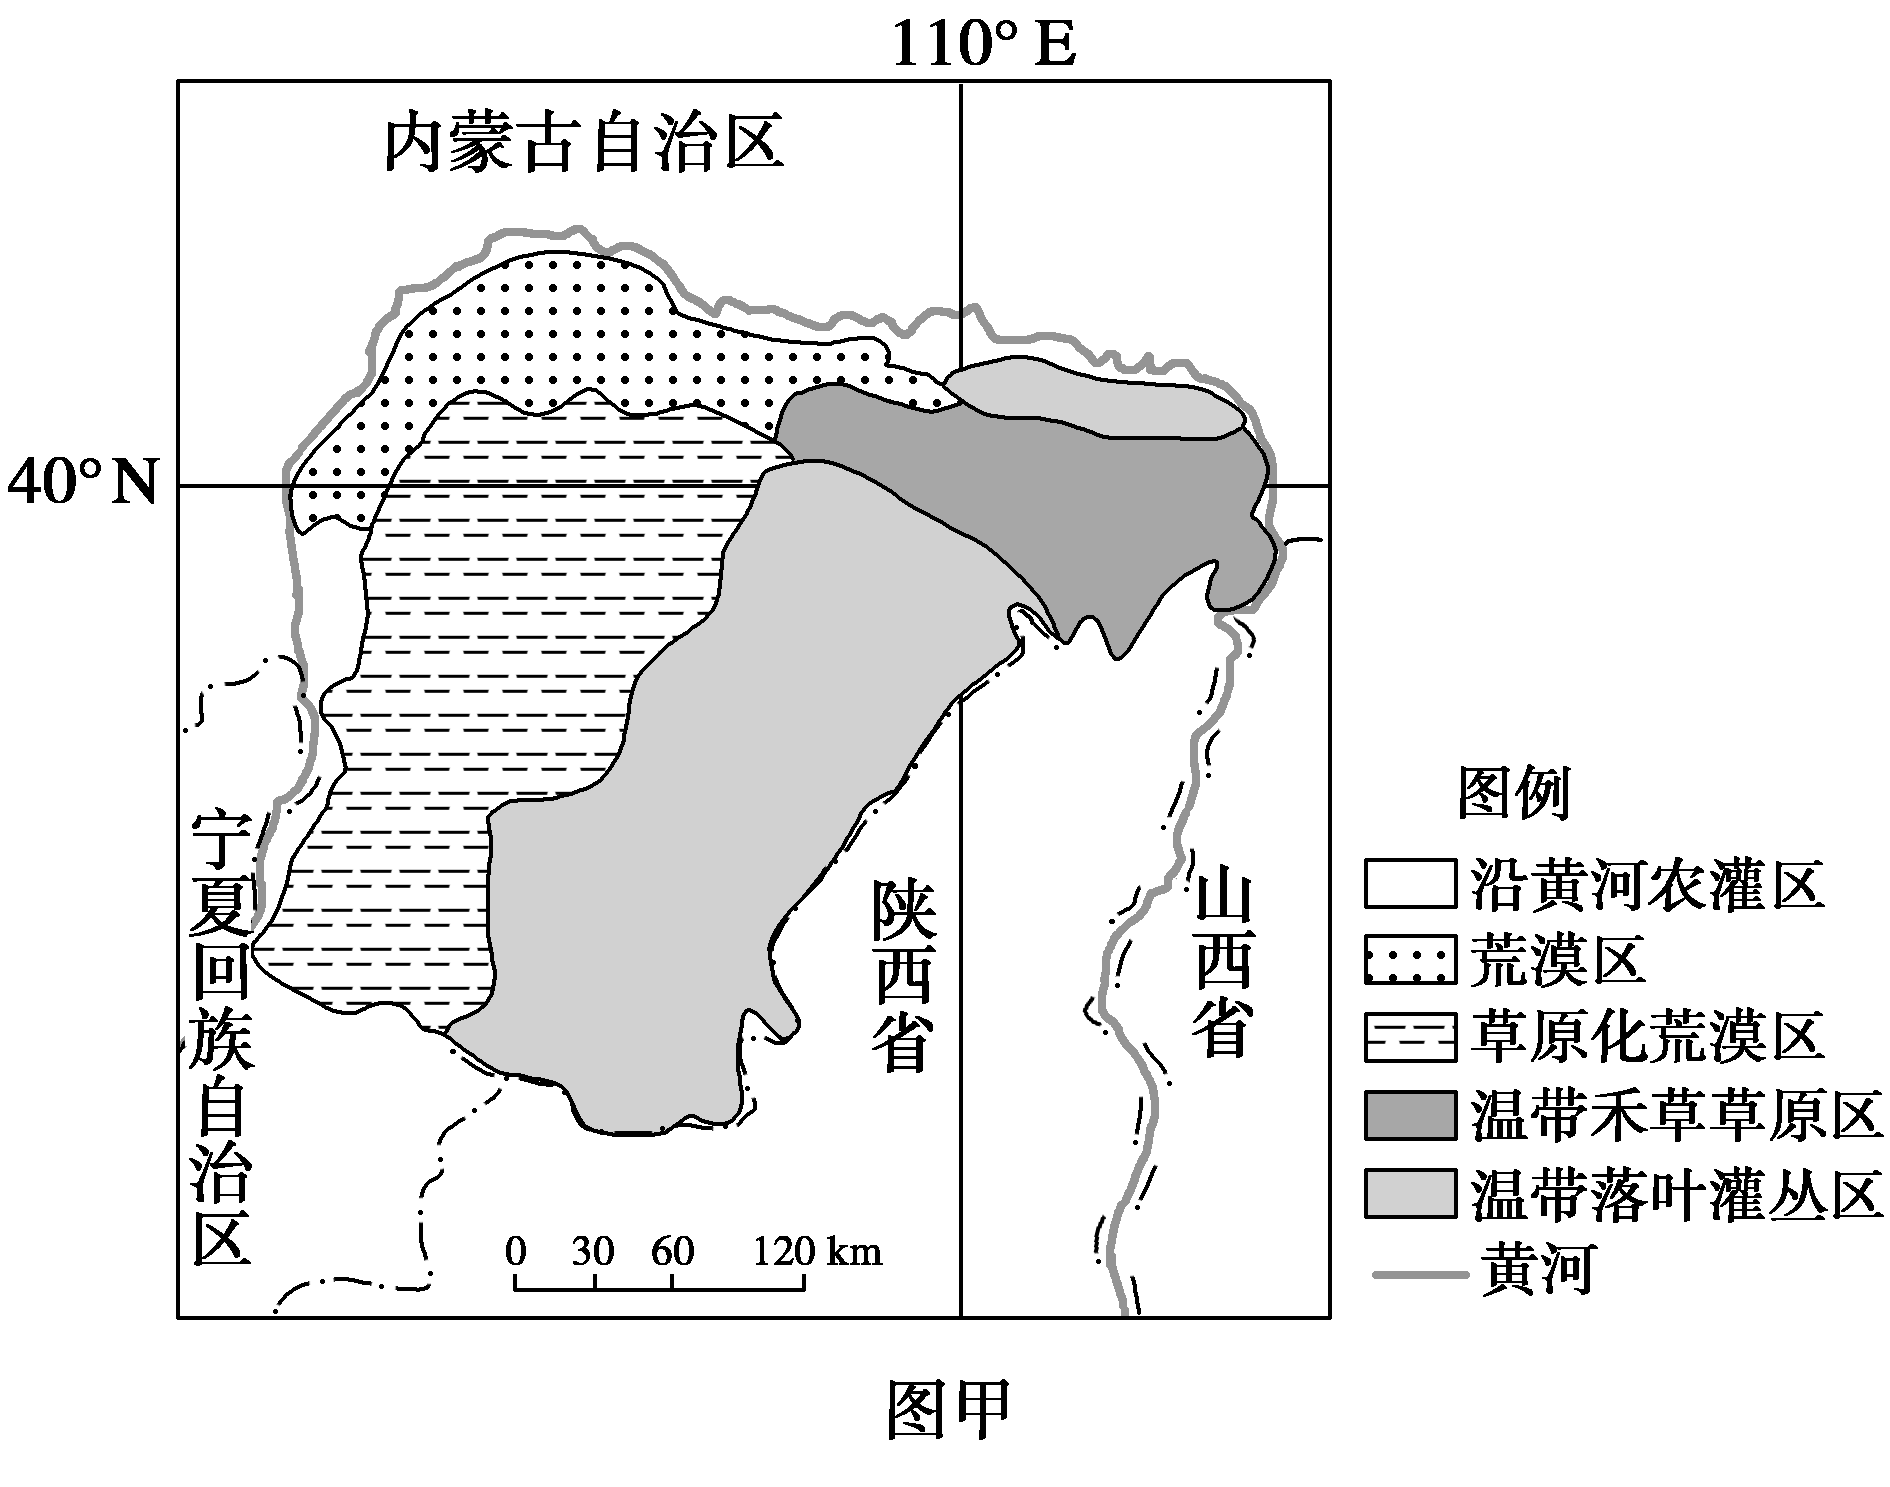 110° E
内蒙古自治区
40° N
宁夏回族自治区
陕西省
山西省
图例
沿黄河农灌区
荒漠区
草原化荒漠区
温带禾草草原区
温带落叶灌丛区
黄河
0 30 60 120 km
图甲